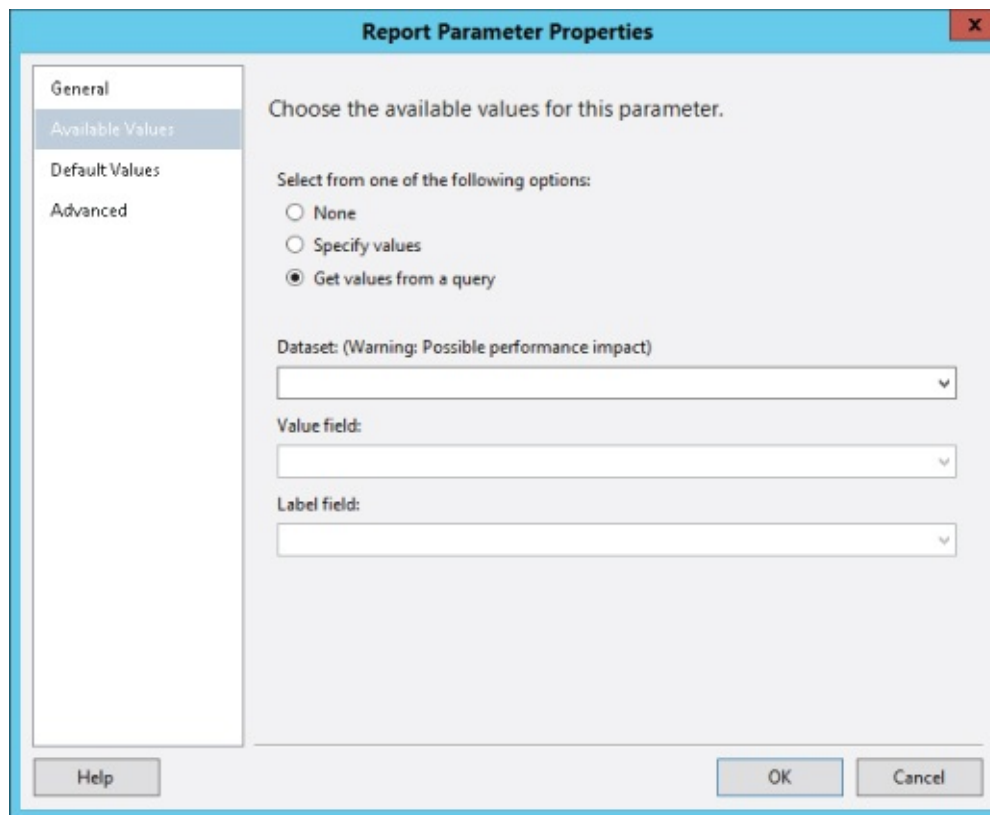 Report Parameter Properties
x
General
Available Values
Default Values
Advanced
Choose the available values for this parameter.
Select from one of the following options:
None
Specify values
Get values from a query
Dataset: (Warning: Possible performance impact)
Value field:
Label field:
Help
OK
Cancel